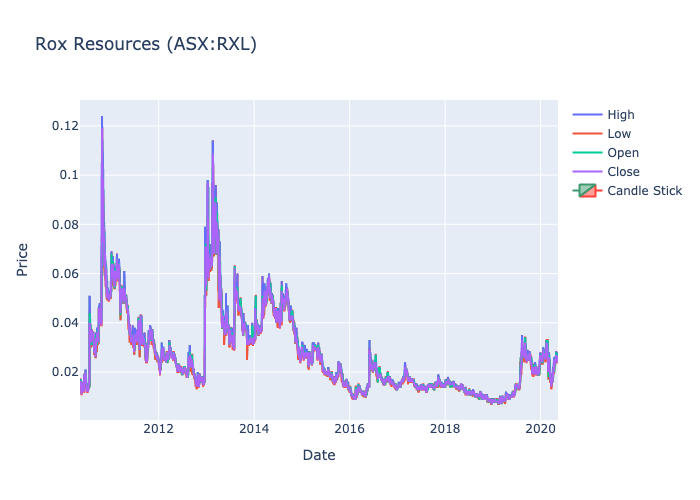 Rox Resources (ASX:RXL)
High
Low
Open
Close
Candle Stick
0.12
0.1
0.08
0.06
0.04
0.02
Price
2012 2014 2016 2018 2020
Date